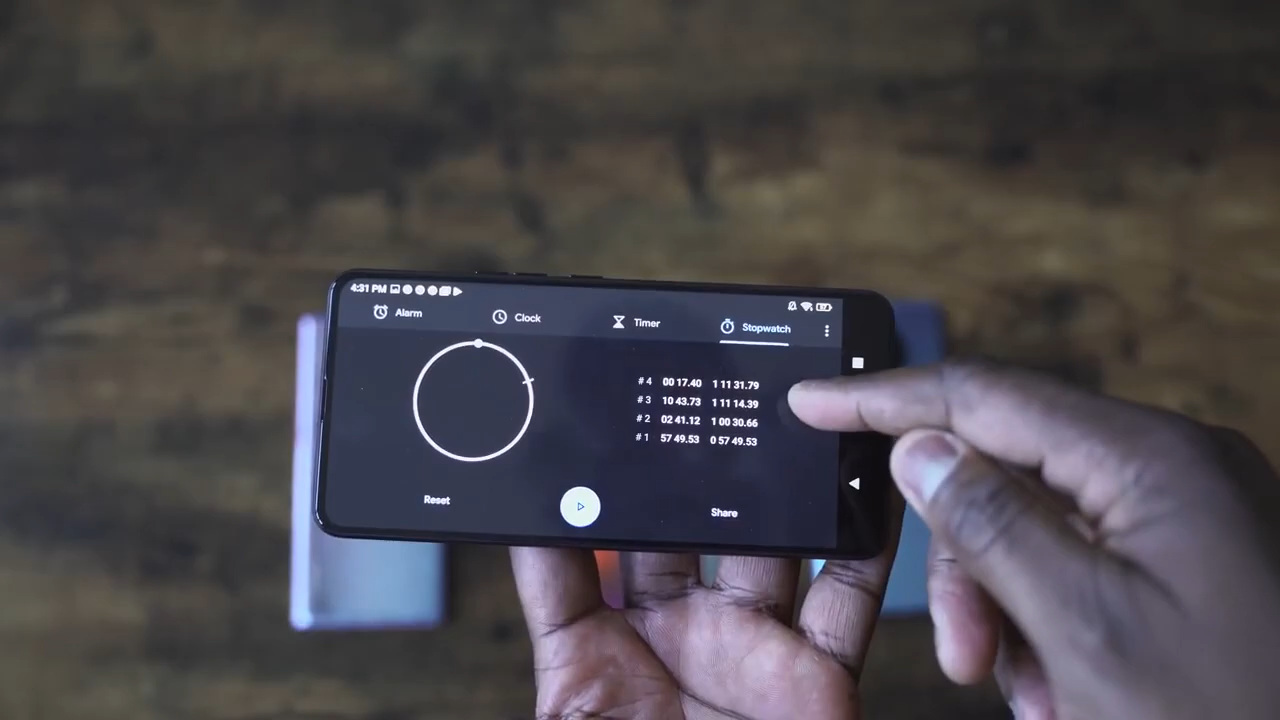 4:31 PM
Alarm
Clock
Timer
Stopwatch
# 4 00 17.40 1 11 31.79
# 3 10 43.73 1 11 14.39
# 2 02 41.12 1 00 30.66
# 1 57 49.53 0 57 49.53
Reset
Share